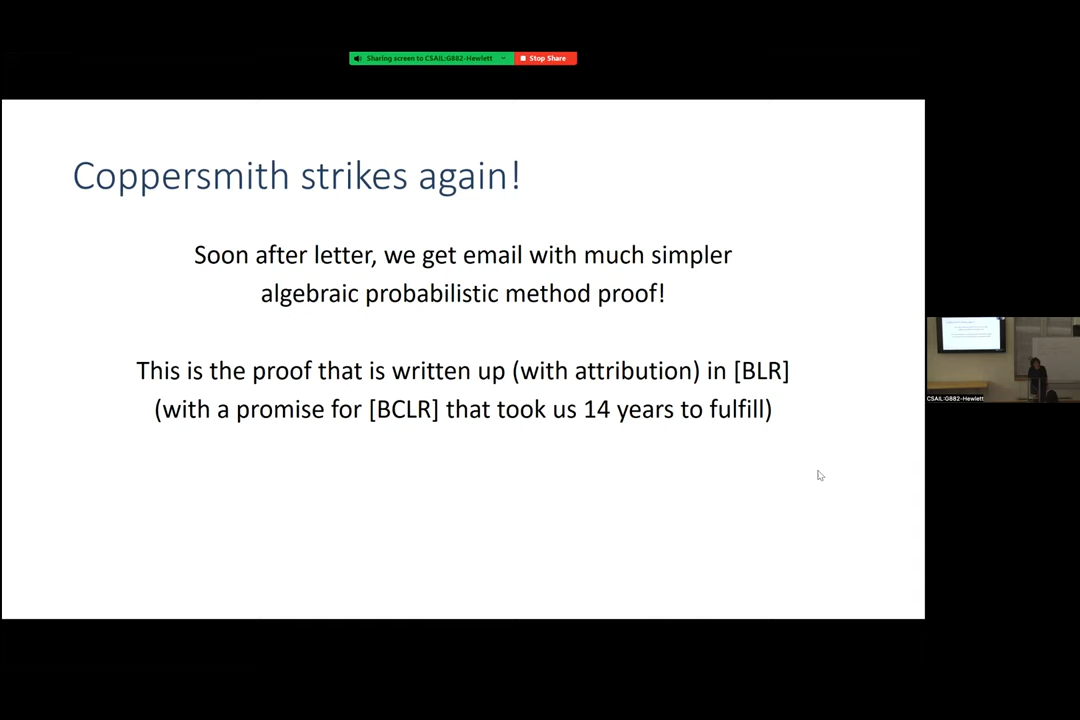 Sharing screen to CSAIL:G882-Hewlett
Stop Share
Coppersmith strikes again!
Soon after letter, we get email with much simpler
algebraic probabilistic method proof!
This is the proof that is written up (with attribution) in [BLR]
(with a promise for [BCLR] that took us 14 years to fulfill)
CSAIL:G882-Hewlett